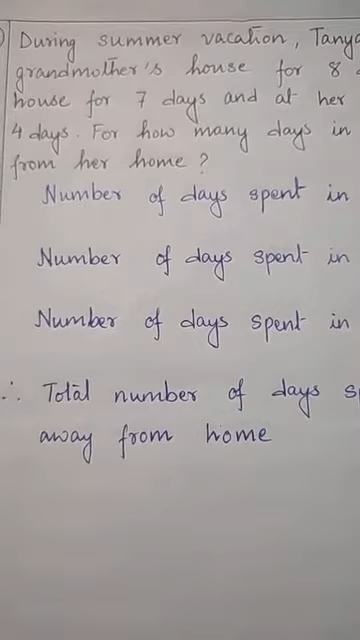 During summer vacation, Tanya
grandmother's house for 8
house for 7 days and at her
4 days. For how many days in
from her home?
Number of days spent in
Number of days spent in
Number of days spent in
∴ Total number of days sp
away from home